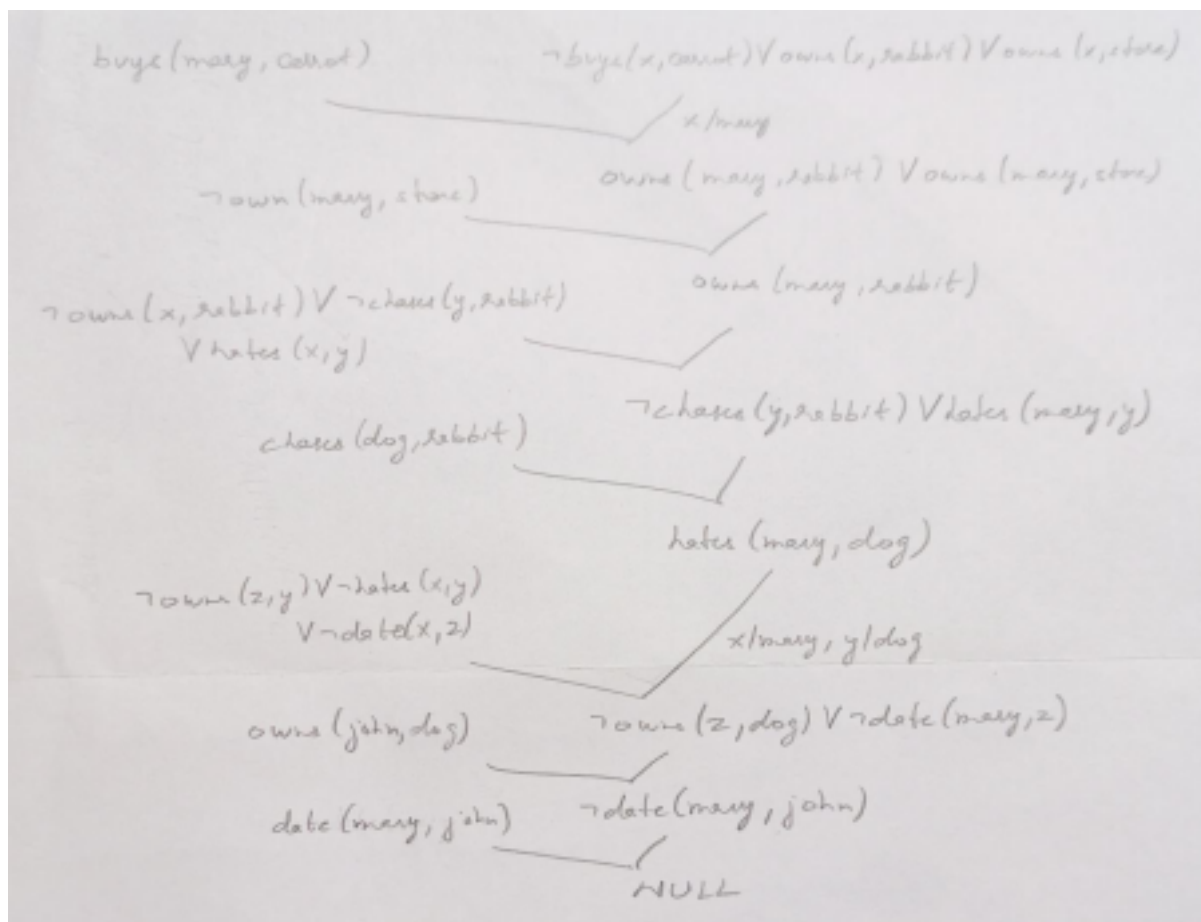 buys(mary, carrot) ¬buys(x, carrot) V owns(x, rabbit) V owns(x, store)
x/mary
¬own(mary, store) owns(mary, rabbit) V owns(mary, store)
owns(mary, rabbit)
¬owns(x, rabbit) V ¬chases(y, rabbit)
V hates(x, y)
¬chases(y, rabbit) V hates(mary, y)
chases(dog, rabbit)
hates(mary, dog)
¬owns(z, y) V ¬hates(x, y)
V ¬date(x, z)
x/mary, y/dog
owns(john, dog) ¬owns(z, dog) V ¬date(mary, z)
date(mary, john) ¬date(mary, john)
NULL